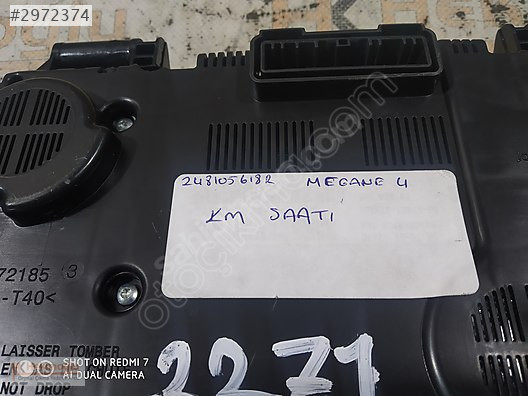 #2972374
248105618R MEGANE 4
KM SAATİ
72185 3
-T40<
LAISSER TOMBER
NOT DROP
2271
SHOT ON REDMI 7
AI DUAL CAMERA